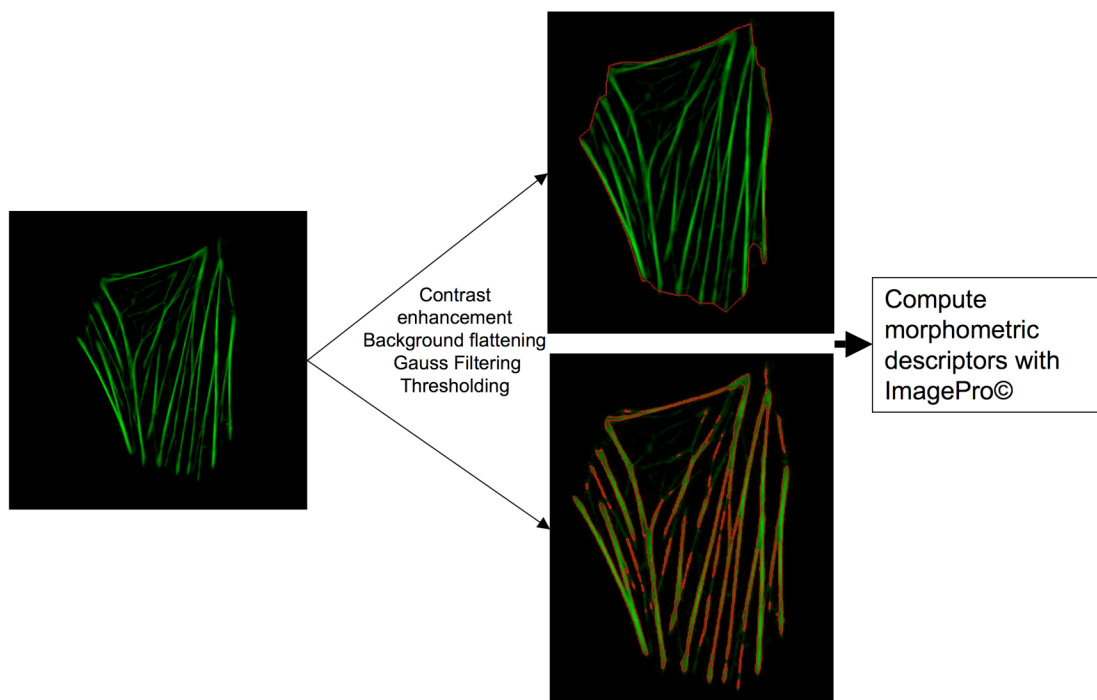 Contrast
enhancement
Background flattening
Gauss Filtering
Thresholding
Compute
morphometric
descriptors with
ImagePro©